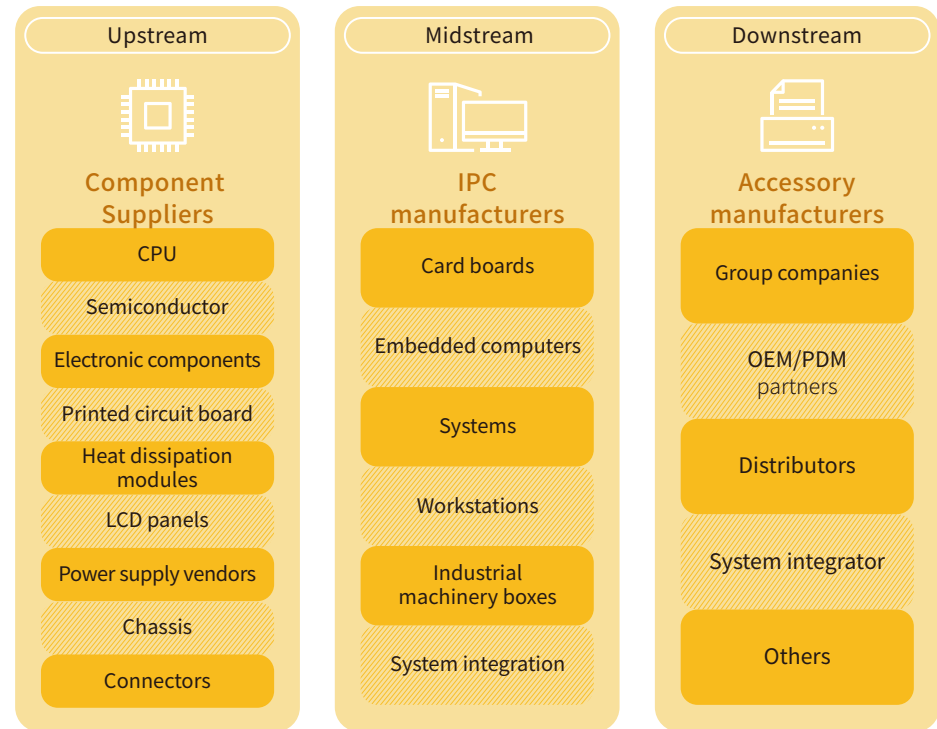 Upstream
Component
Suppliers
CPU
Semiconductor
Electronic components
Printed circuit board
Heat dissipation
modules
LCD panels
Power supply vendors
Chassis
Connectors
Midstream
IPC
manufacturers
Card boards
Embedded computers
Systems
Workstations
Industrial
machinery boxes
System integration
Downstream
Accessory
manufacturers
Group companies
OEM/PDM
partners
Distributors
System integrator
Others